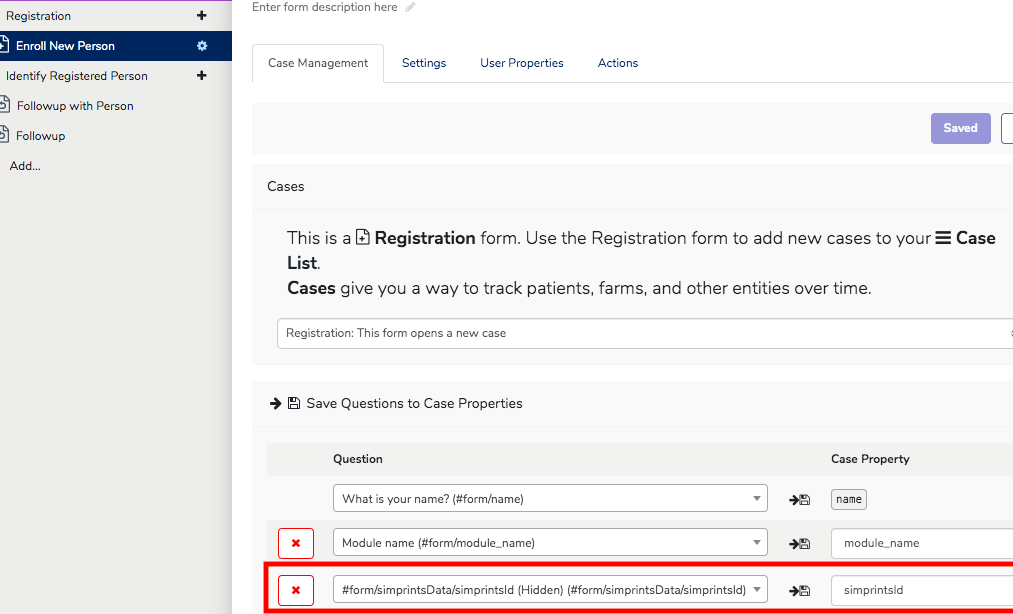 Enter form description here
Registration
Enroll New Person
Identify Registered Person
Followup with Person
Followup
Add...
Case Management Settings User Properties Actions
Saved
Cases
This is a Registration form. Use the Registration form to add new cases to your Case
List.
Cases give you a way to track patients, farms, and other entities over time.
Registration: This form opens a new case
Save Questions to Case Properties
Question Case Property
What is your name? (#form/name) name
Module name (#form/module_name) module_name
#form/simprintsData/simprintsId (Hidden) (#form/simprintsData/simprintsId) simprintsId